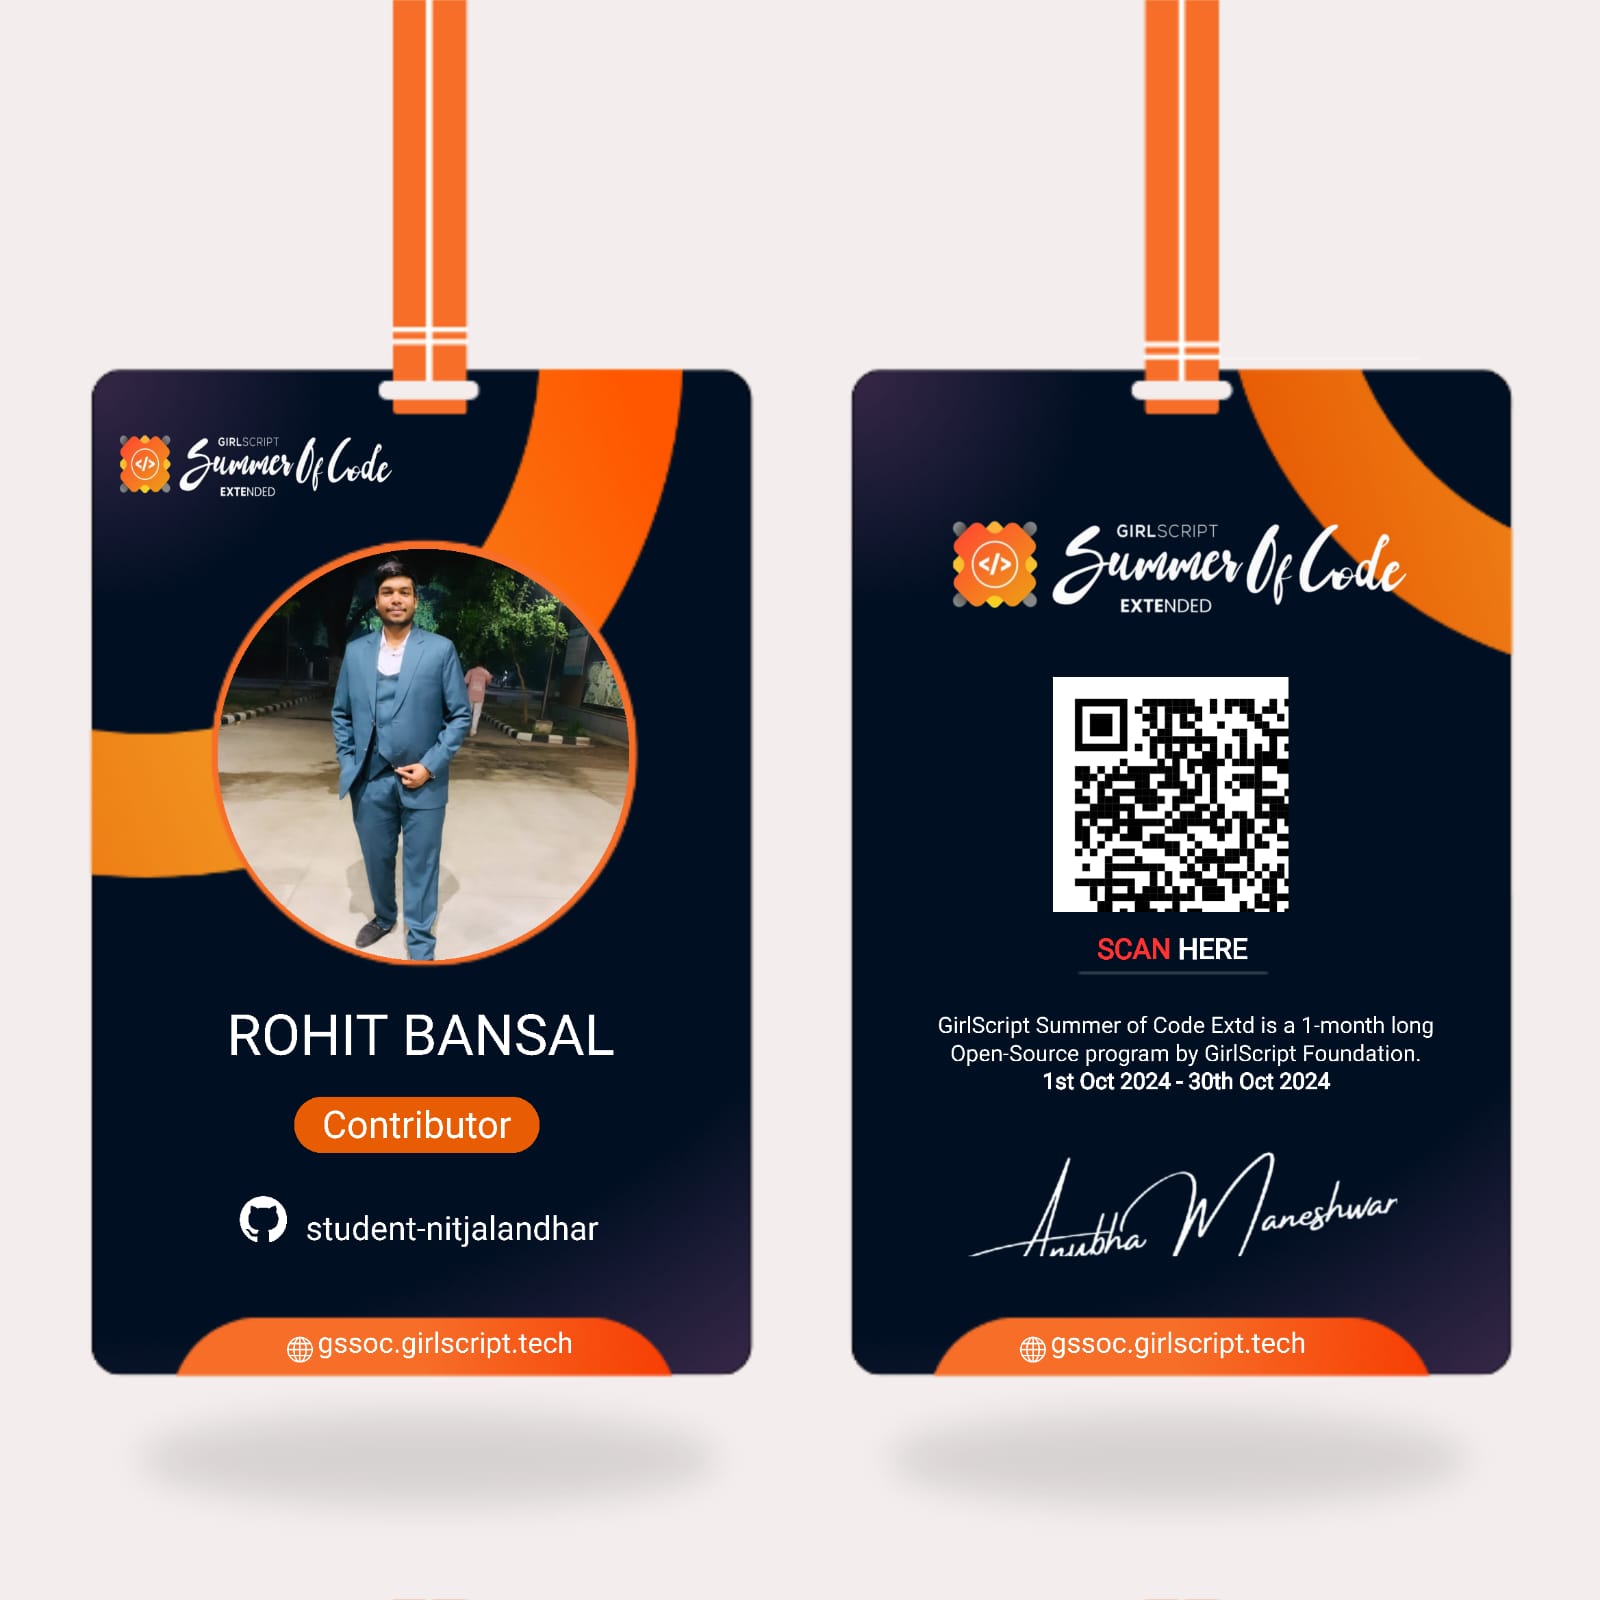 GIRLSCRIPT
Summer Of Code
EXTENDED
ROHIT BANSAL
Contributor
student-nitjalandhar
gssoc.girlscript.tech
GIRLSCRIPT
Summer Of Code
EXTENDED
SCAN HERE
GirlScript Summer of Code Extd is a 1-month long
Open-Source program by GirlScript Foundation.
1st Oct 2024 - 30th Oct 2024
Anubha Maneshwar
gssoc.girlscript.tech